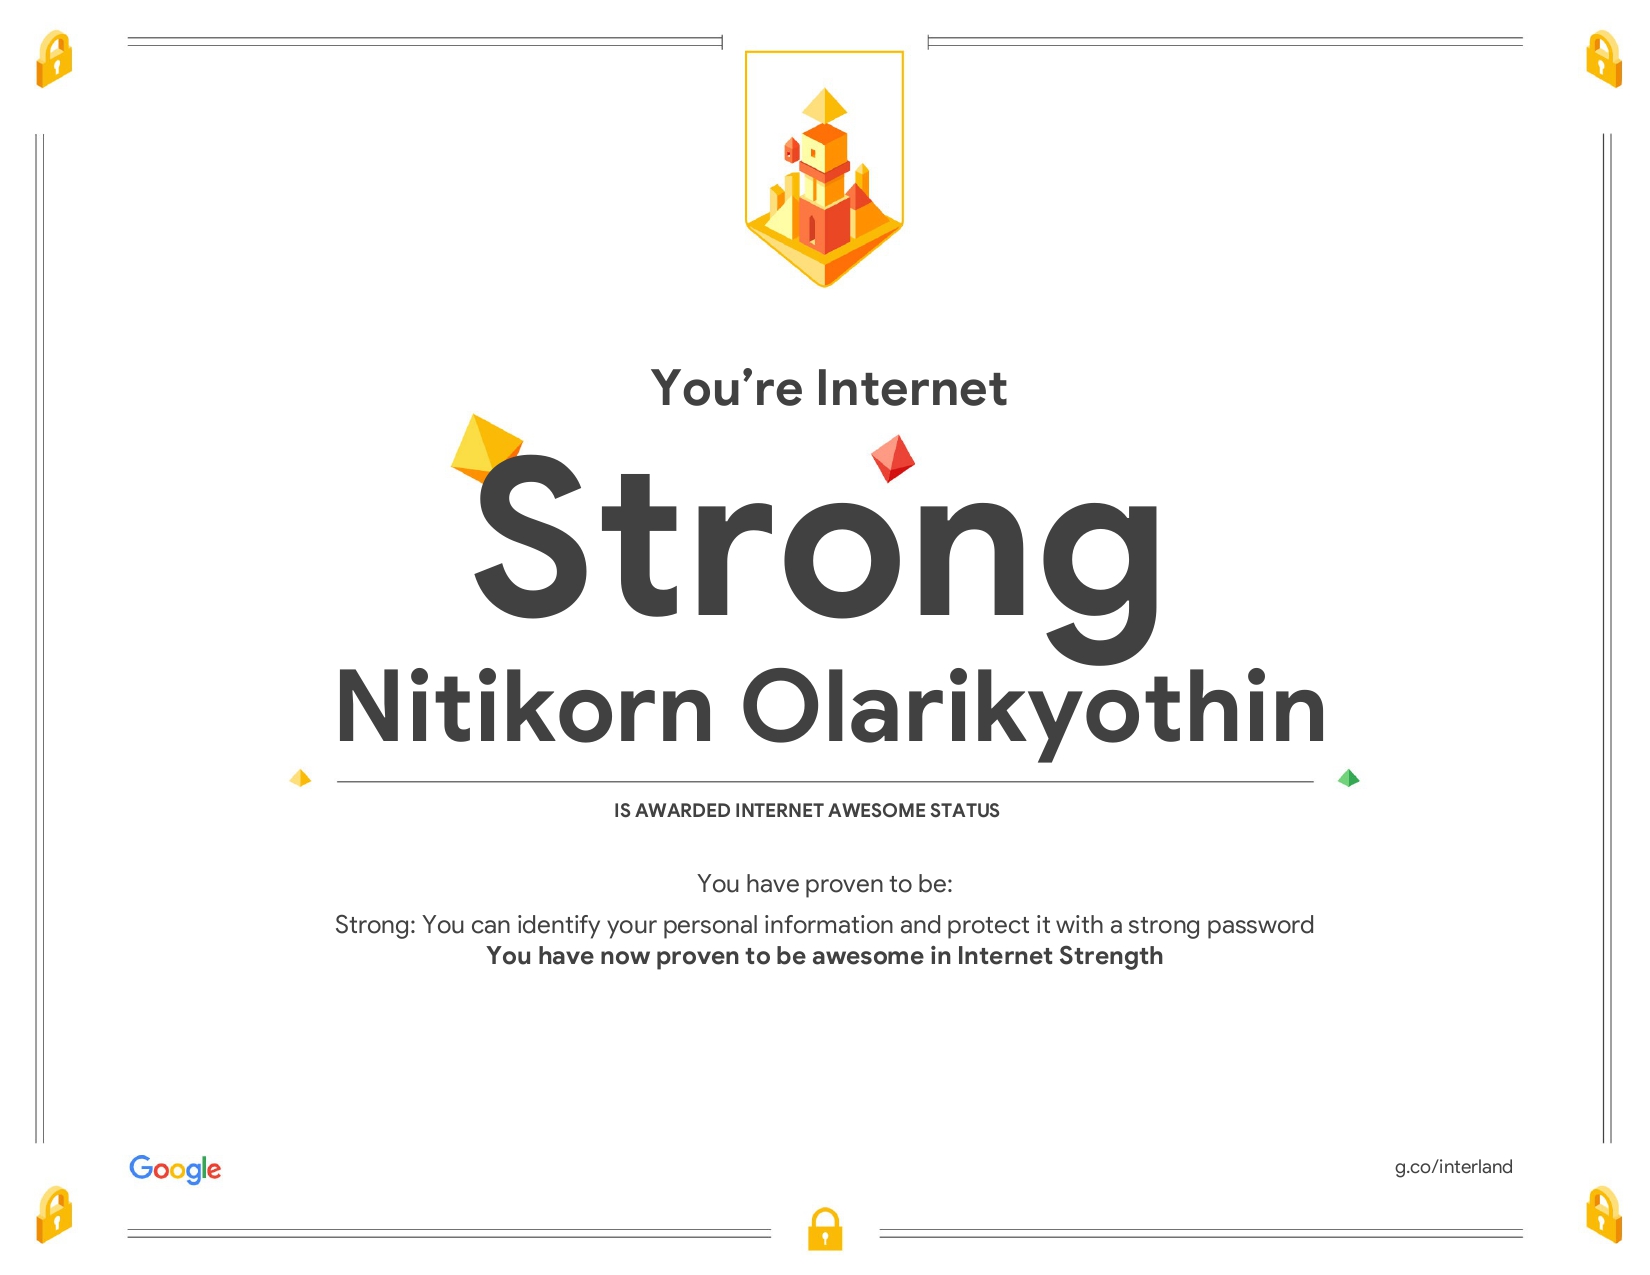 You’re Internet
Strong
Nitikorn Olarikyothin
IS AWARDED INTERNET AWESOME STATUS
You have proven to be:
Strong: You can identify your personal information and protect it with a strong password
You have now proven to be awesome in Internet Strength
Google
g.co/interland